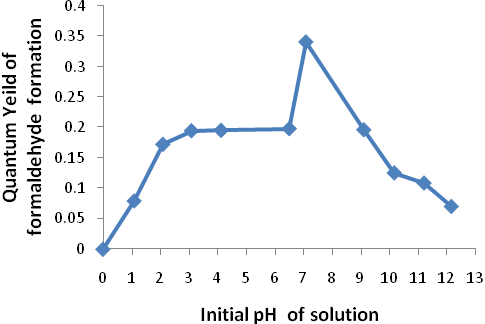 Quantum Yeild of
formaldehyde formation
0.4
0.35
0.3
0.25
0.2
0.15
0.1
0.05
0
0 1 2 3 4 5 6 7 8 9 10 11 12 13
Initial pH of solution